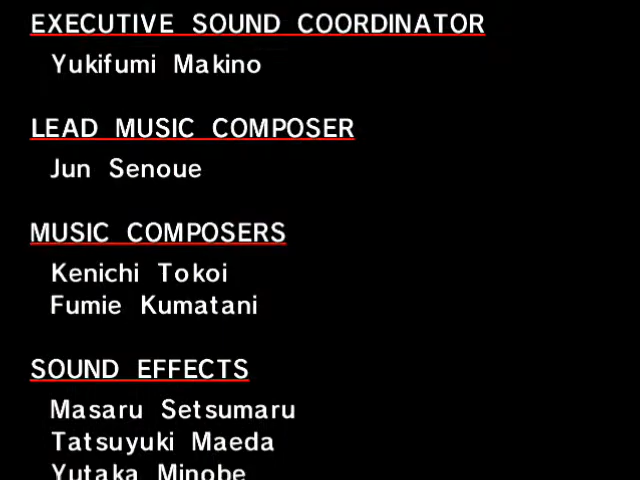 EXECUTIVE SOUND COORDINATOR
Yukifumi Makino
LEAD MUSIC COMPOSER
Jun Senoue
MUSIC COMPOSERS
Kenichi Tokoi
Fumie Kumatani
SOUND EFFECTS
Masaru Setsumaru
Tatsuyuki Maeda
Yutaka Minobe